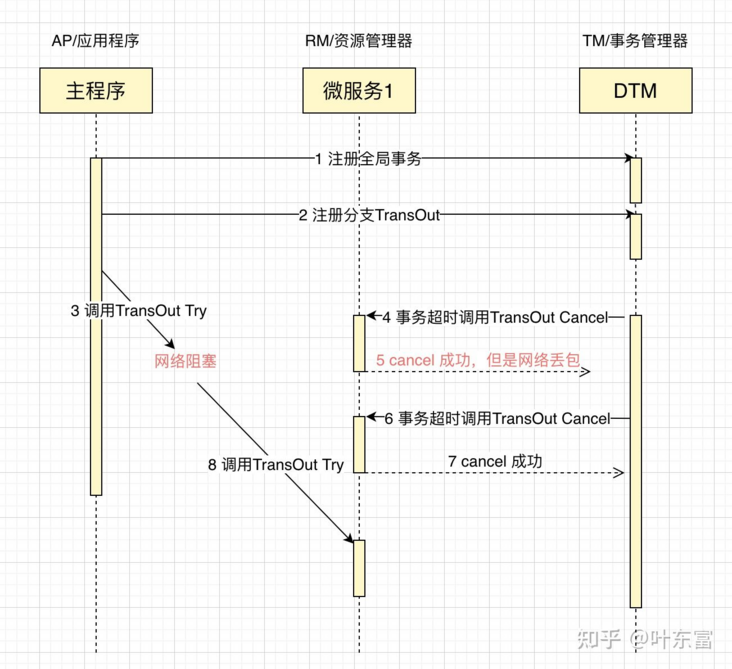 AP/应用程序
RM/资源管理器
TM/事务管理器
主程序
微服务1
DTM
1 注册全局事务
2 注册分支TransOut
3 调用TransOut Try
4 事务超时调用TransOut Cancel
网络阻塞
5 cancel 成功，但是网络丢包
6 事务超时调用TransOut Cancel
8 调用TransOut Try
7 cancel 成功
知乎 @叶东富